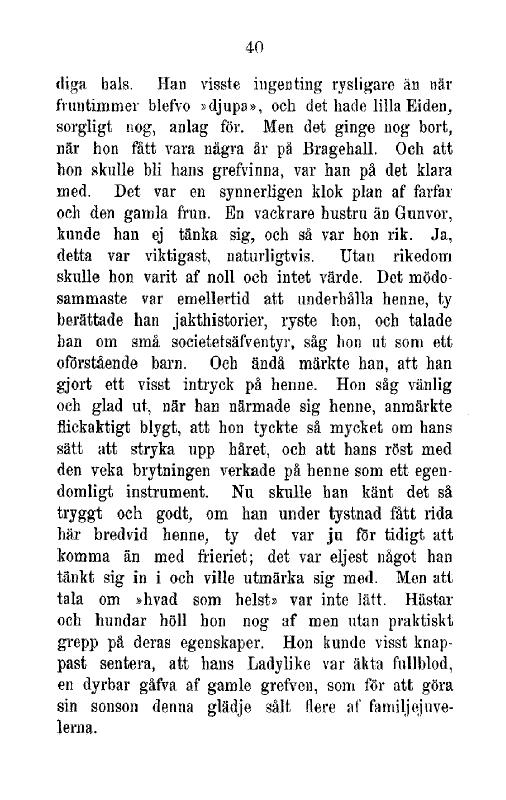 40
diga hals. Han visste ingenting rysligare än när
fruntimmer blefvo »djupa», och det hade lilla Eiden,
sorgligt nog, anlag för. Men det ginge nog bort,
när hon fått vara några år på Bragehall. Och att
hon skulle bli hans grefvinna, var han på det klara
med. Det var en synnerligen klok plan af farfar
och den gamla frun. En vackrare hustru än Gunvor,
kunde han ej tänka sig, och så var hon rik. Ja,
detta var viktigast, naturligtvis. Utan rikedom
skulle hon varit af noll och intet värde. Det mödo-
sammaste var emellertid att underhålla henne, ty
berättade han jakthistorier, ryste hon, och talade
han om små societetsäfventyr, såg hon ut som ett
oförstående barn. Och ändå märkte han, att han
gjort ett visst intryck på henne. Hon såg vänlig
och glad ut, när han närmade sig henne, anmärkte
flickaktigt blygt, att hon tyckte så mycket om hans
sätt att stryka upp håret, och att hans röst med
den veka brytningen verkade på henne som ett egen-
domligt instrument. Nu skulle han känt det så
tryggt och godt, om han under tystnad fått rida
här bredvid henne, ty det var ju för tidigt att
komma än med frieriet; det var eljest något han
tänkt sig in i och ville utmärka sig med. Men att
tala om »hvad som helst» var inte lätt. Hästar
och hundar höll hon nog af men utan praktiskt
grepp på deras egenskaper. Hon kunde visst knap-
past sentera, att hans Ladylike var äkta fullblod,
en dyrbar gåfva af gamle grefven, som för att göra
sin sonson denna glädje sålt flere af familjejuve-
lerna.